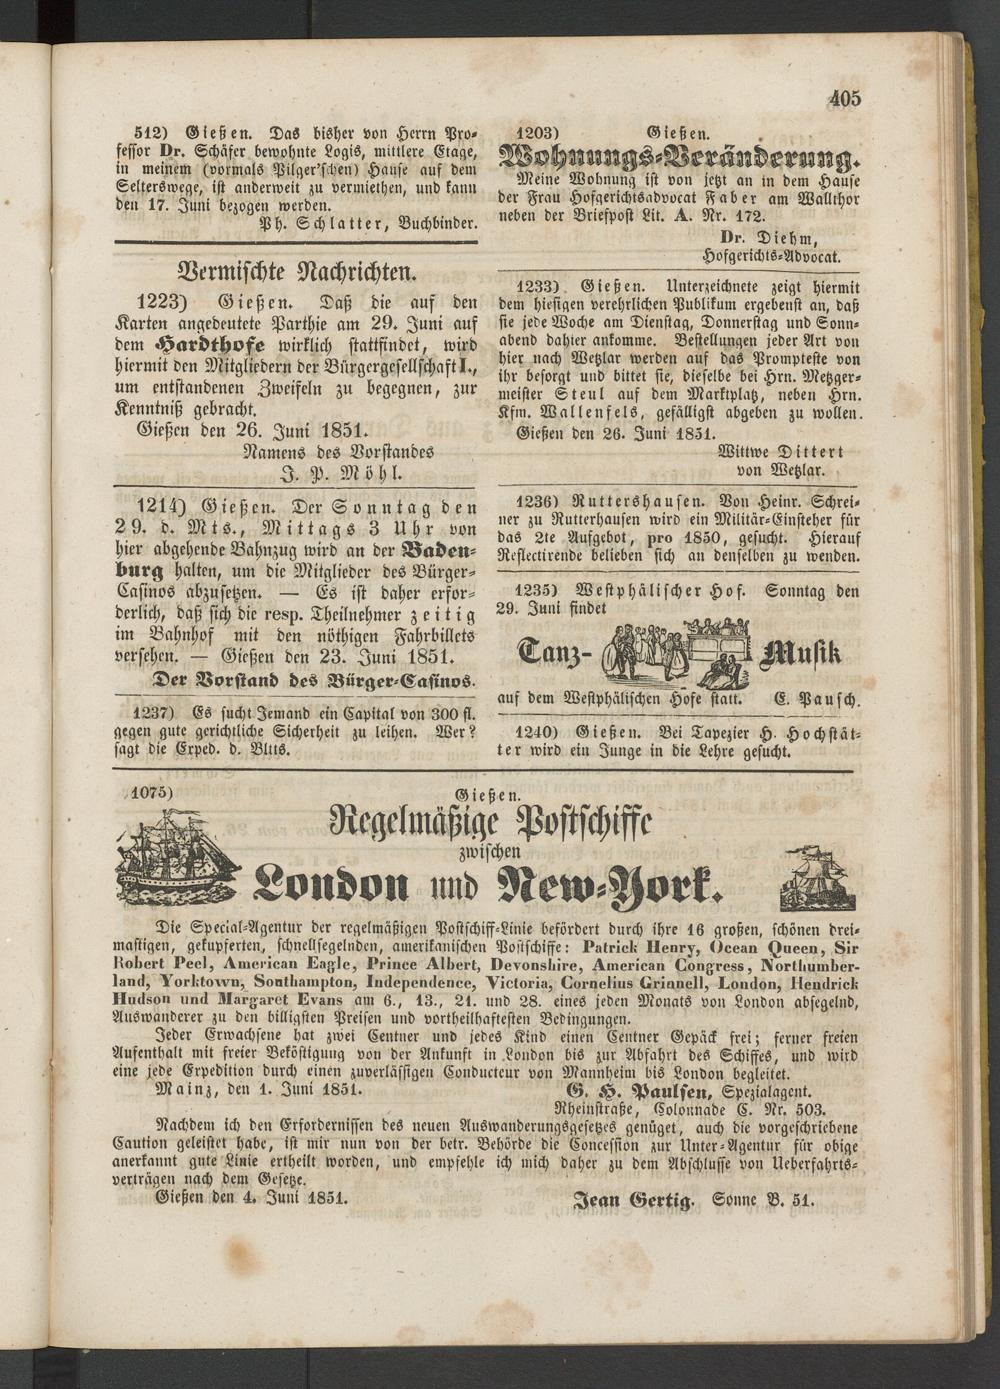 405
512) Gießen. Das bisher von Herrn Pro-
fessor Dr. Schäfer bewohnte Logis, mittlere Etage,
in meinem (vormals Pilger'schen) Hause auf dem
Selterswege, ist anderweit zu vermiethen, und kann
den 17. Juni bezogen werden.
Ph. Schlatter, Buchbinder.
Vermischte Nachrichten.
1223) Gießen. Daß die auf den
Karten angedeutete Parthie am 29. Juni auf
dem Hardthofe wirklich stattfindet, wird
hiermit den Mitgliedern der Bürgergesellschaft I.,
um entstandenen Zweifeln zu begegnen, zur
Kenntniß gebracht.
Gießen den 26. Juni 1851.
Namens des Vorstandes
J. P. Möhl.
1214) Gießen. Der Sonntag den
29. d. Mts., Mittags 3 Uhr von
hier abgehende Bahnzug wird an der Baden-
burg halten, um die Mitglieder des Bürger-
Casinos abzusetzen. — Es ist daher erfor-
derlich, daß sich die resp. Theilnehmer zeitig
im Bahnhof mit den nöthigen Fahrbillets
versehen. — Gießen den 23. Juni 1851.
Der Vorstand des Bürger-Casinos.
1237) Es sucht Jemand ein Capital von 300 fl.
gegen gute gerichtliche Sicherheit zu leihen. Wer?
sagt die Exped. d. Bltts.
1203) Gießen.
Wohnungs-Veränderung.
Meine Wohnung ist von jetzt an in dem Hause
der Frau Hofgerichtsadvocat Faber am Wallthor
neben der Briefpost Lit. A. Nr. 172.
Dr. Diehm,
Hofgerichts-Advocat.
1233) Gießen. Unterzeichnete zeigt hiermit
dem hiesigen verehrlichen Publikum ergebenst an, daß
sie jede Woche am Dienstag, Donnerstag und Sonn-
abend dahier ankomme. Bestellungen jeder Art von
hier nach Wetzlar werden auf das Prompteste von
ihr besorgt und bittet sie, dieselbe bei Hrn. Metzger-
meister Steul auf dem Marktplatz, neben Hrn.
Kfm. Wallenfels, gefälligst abgeben zu wollen.
Gießen den 26. Juni 1851.
Wittwe Dittert
von Wetzlar.
1236) Ruttershausen. Von Heinr. Schrei-
ner zu Rutterhausen wird ein Militär-Einsteher für
das 2te Aufgebot, pro 1850, gesucht. Hierauf
Reflectirende belieben sich an denselben zu wenden.
1235) Westphälischer Hof. Sonntag den
29. Juni findet
Tanz- Musik
auf dem Westphälischen Hofe statt. E. Pausch.
1240) Gießen. Bei Tapezier H. Hochstät-
ter wird ein Junge in die Lehre gesucht.
1075) Gießen.
Regelmäßige Postschiffe
zwischen
London und New-York.
Die Special-Agentur der regelmäßigen Postschiff-Linie befördert durch ihre 16 großen, schönen drei-
mastigen, gekupferten, schnellsegelnden, amerikanischen Postschiffe: Patrick Henry, Ocean Queen, Sir
Robert Peel, American Eagle, Prince Albert, Devonshire, American Congress, Northumber-
land, Yorktown, Southampton, Independence, Victoria, Cornelius Grinnell, London, Hendrick
Hudson und Margaret Evans am 6., 13., 21. und 28. eines jeden Monats von London absegelnd,
Auswanderer zu den billigsten Preisen und vortheilhaftesten Bedingungen.
Jeder Erwachsene hat zwei Centner und jedes Kind einen Centner Gepäck frei; ferner freien
Aufenthalt mit freier Beköstigung von der Ankunft in London bis zur Abfahrt des Schiffes, und wird
eine jede Expedition durch einen zuverlässigen Conducteur von Mannheim bis London begleitet.
Mainz, den 1. Juni 1851. G. H. Paulsen, Spezialagent.
Rheinstraße, Colonnade C. Nr. 503.
Nachdem ich den Erfordernissen des neuen Auswanderungsgesetzes genüget, auch die vorgeschriebene
Caution geleistet habe, ist mir nun von der betr. Behörde die Concession zur Unter-Agentur für obige
anerkannt gute Linie ertheilt worden, und empfehle ich mich daher zu dem Abschlusse von Ueberfahrts-
verträgen nach dem Gesetze.
Gießen den 4. Juni 1851. Jean Gertig. Sonne B. 51.